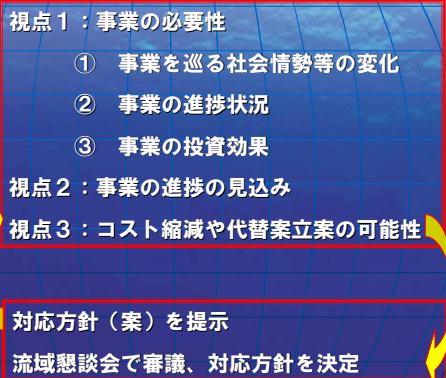 視点１：事業の必要性
① 事業を巡る社会情勢等の変化
② 事業の進捗状況
③ 事業の投資効果
視点２：事業の進捗の見込み
視点３：コスト縮減や代替案立案の可能性
対応方針（案）を提示
流域懇談会で審議、対応方針を決定